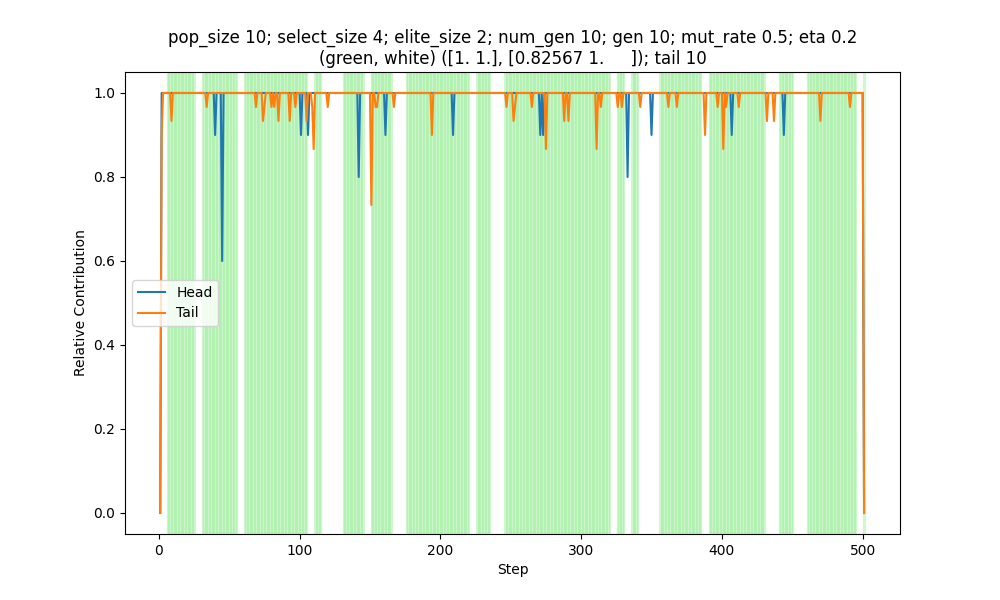 pop_size 10; select_size 4; elite_size 2; num_gen 10; gen 10; mut_rate 0.5; eta 0.2
(green, white) ([1. 1.], [0.82567 1.     ]); tail 10
1.0
0.8
0.6
0.4
0.2
0.0
Relative Contribution
Head
Tail
0 100 200 300 400 500
Step